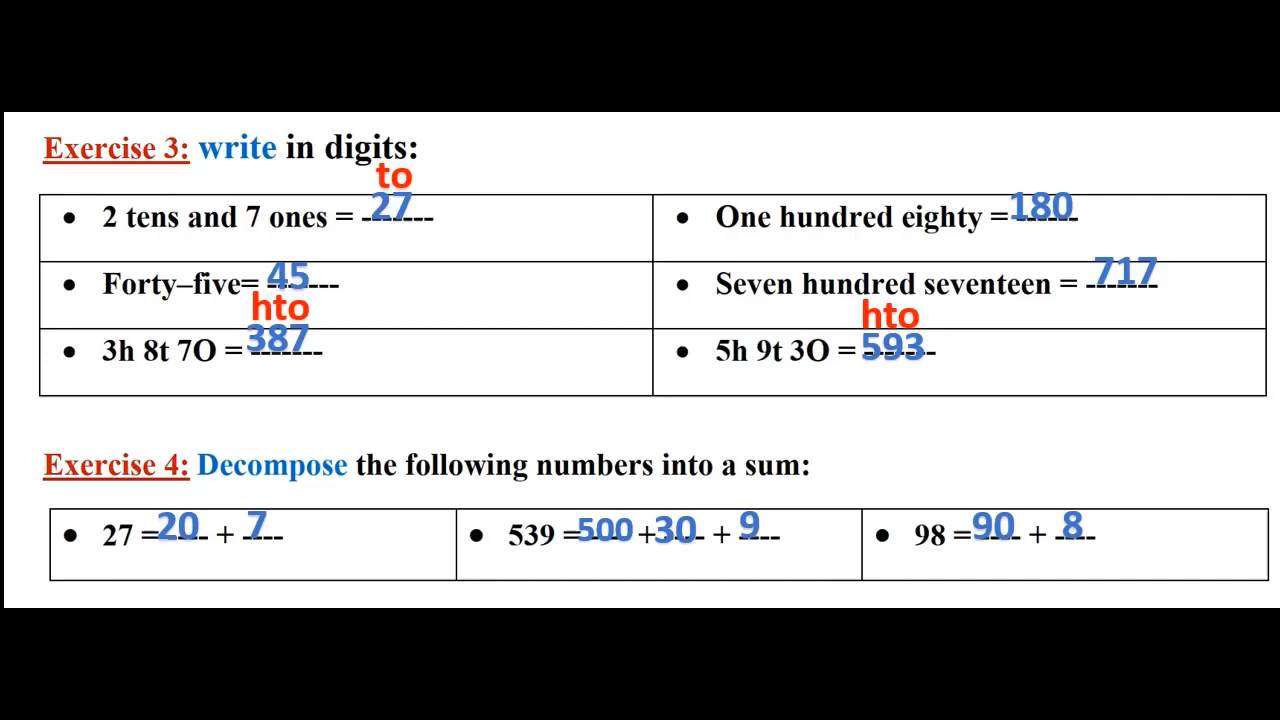 Exercise 3: write in digits:
to
• 2 tens and 7 ones = -------27
• One hundred eighty = ------180
• Forty–five= -------45
• Seven hundred seventeen = -------717
hto
hto
• 3h 8t 7O = -------387
• 5h 9t 3O = -------593
Exercise 4: Decompose the following numbers into a sum:
• 27 =20 + 7
• 539 =500 +30 + 9
• 98 =90 + 8